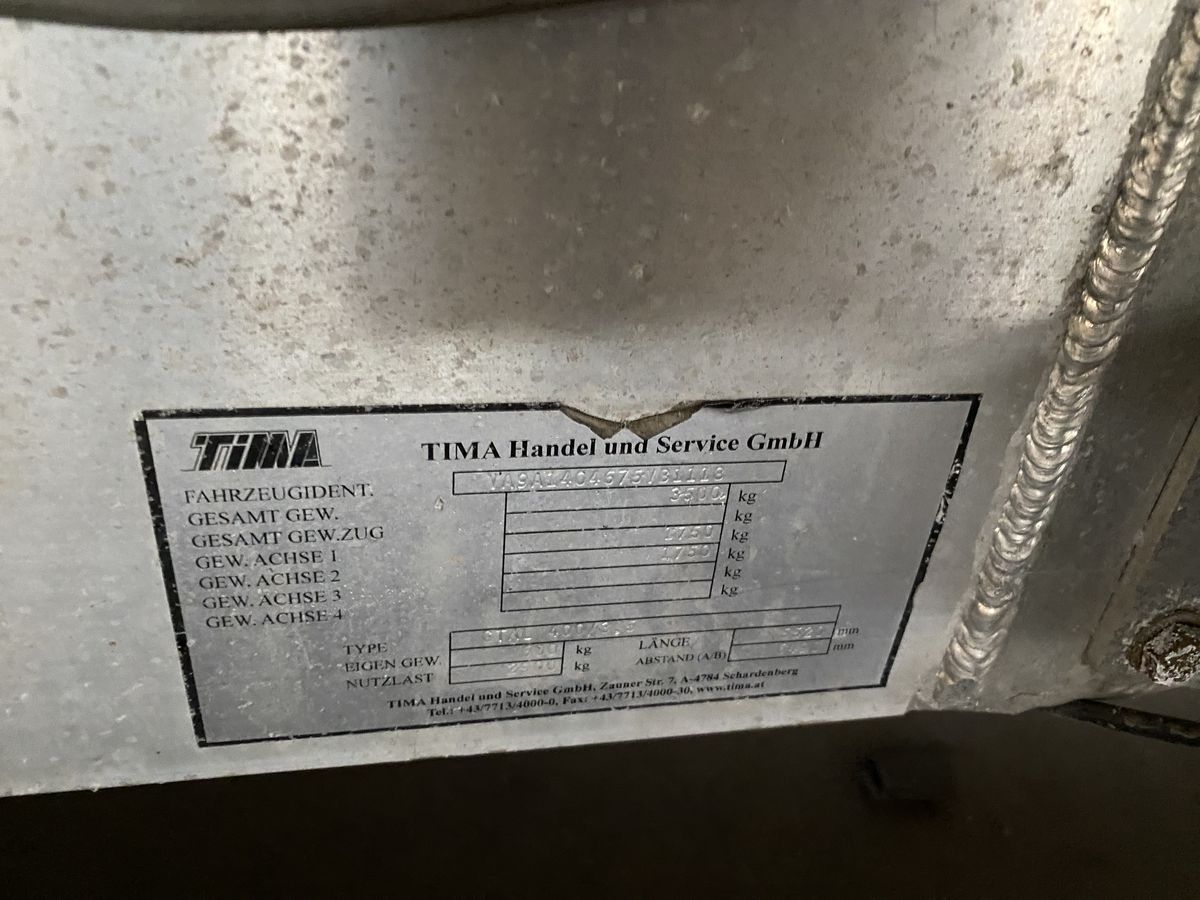 TIMA
TIMA Handel und Service GmbH
FAHRZEUGIDENT.
GESAMT GEW. 3500 kg
GESAMT GEW.ZUG kg
GEW. ACHSE 1 1750 kg
GEW. ACHSE 2 1750 kg
GEW. ACHSE 3 kg
GEW. ACHSE 4 kg
TYPE
EIGEN GEW. kg LÄNGE mm
NUTZLAST kg ABSTAND (A/B) mm
TIMA Handel und Service GmbH, Zauner Str. 7, A-4784 Schardenberg
Tel.: +43/7713/4000-0, Fax: +43/7713/4000-30, www.tima.at